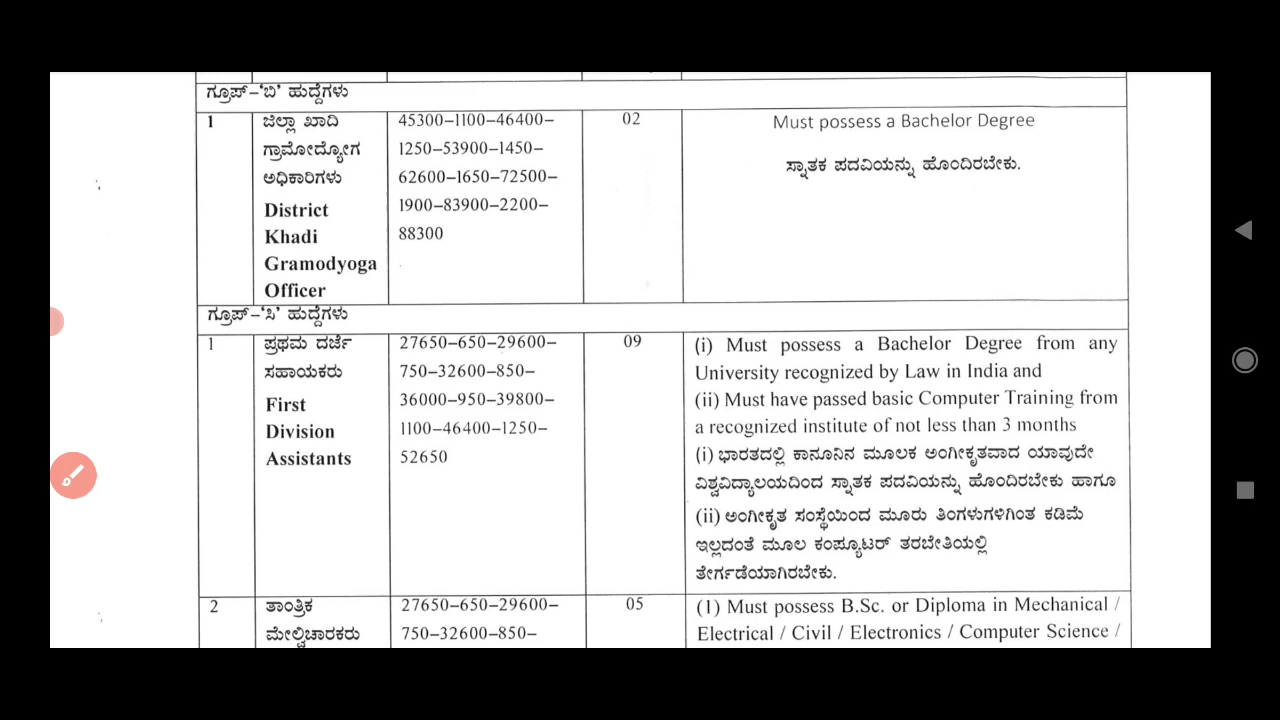 ಗ್ರೂಪ್–'ಬಿ' ಹುದ್ದೆಗಳು
1
ಜಿಲ್ಲಾ ಖಾದಿ
ಗ್ರಾಮೋದ್ಯೋಗ
ಅಧಿಕಾರಿಗಳು
District
Khadi
Gramodyoga
Officer
45300–1100–46400–
1250–53900–1450–
62600–1650–72500–
1900–83900–2200–
88300
02
Must possess a Bachelor Degree
ಸ್ನಾತಕ ಪದವಿಯನ್ನು ಹೊಂದಿರಬೇಕು.
ಗ್ರೂಪ್–'ಸಿ' ಹುದ್ದೆಗಳು
1
ಪ್ರಥಮ ದರ್ಜೆ
ಸಹಾಯಕರು
First
Division
Assistants
27650–650–29600–
750–32600–850–
36000–950–39800–
1100–46400–1250–
52650
09
(i) Must possess a Bachelor Degree from any
University recognized by Law in India and
(ii) Must have passed basic Computer Training from
a recognized institute of not less than 3 months
(i) ಭಾರತದಲ್ಲಿ ಕಾನೂನಿನ ಮೂಲಕ ಅಂಗೀಕೃತವಾದ ಯಾವುದೇ
ವಿಶ್ವವಿದ್ಯಾಲಯದಿಂದ ಸ್ನಾತಕ ಪದವಿಯನ್ನು ಹೊಂದಿರಬೇಕು ಹಾಗೂ
(ii) ಅಂಗೀಕೃತ ಸಂಸ್ಥೆಯಿಂದ ಮೂರು ತಿಂಗಳುಗಳಿಗಿಂತ ಕಡಿಮೆ
ಇಲ್ಲದಂತೆ ಮೂಲ ಕಂಪ್ಯೂಟರ್ ತರಬೇತಿಯಲ್ಲಿ
ತೇರ್ಗಡೆಯಾಗಿರಬೇಕು.
2
ತಾಂತ್ರಿಕ
ಮೇಲ್ವಿಚಾರಕರು
27650–650–29600–
750–32600–850–
05
(1) Must possess B.Sc. or Diploma in Mechanical /
Electrical / Civil / Electronics / Computer Science /